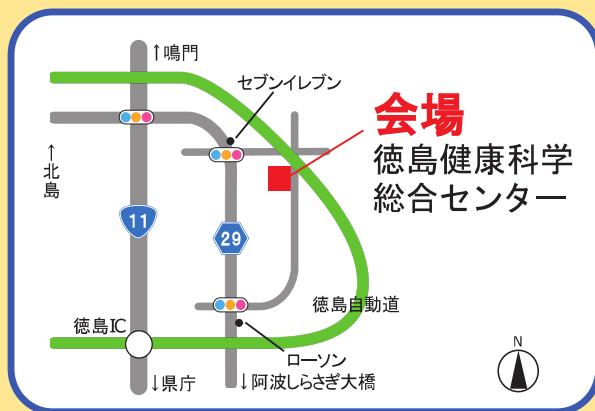 ↑鳴門
セブンイレブン
会場
徳島健康科学
総合センター
↑北島
11
29
徳島自動道
徳島IC
ローソン
↓県庁
↓阿波しらさぎ大橋
N